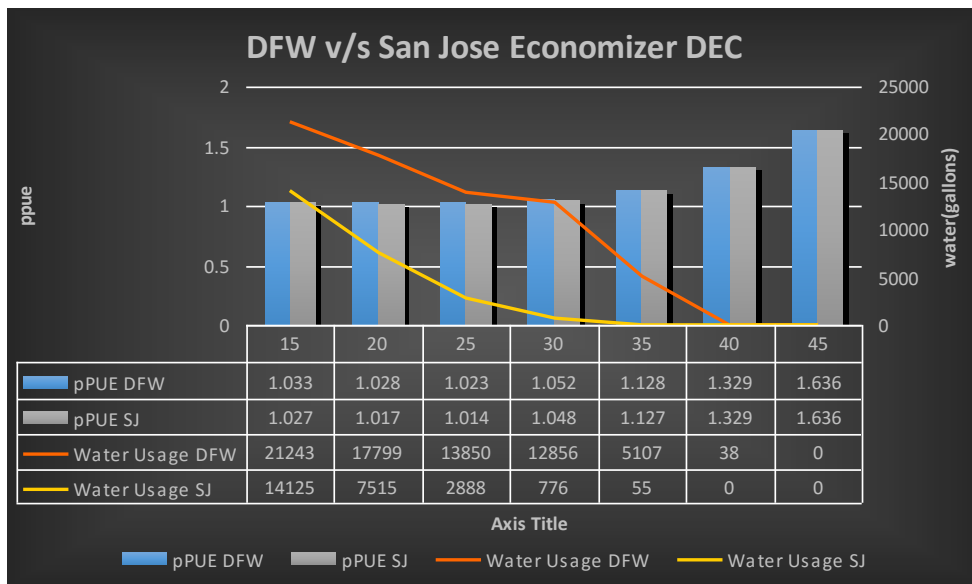 DFW v/s San Jose Economizer DEC
2 25000
1.5 20000
1 15000
0.5 10000
0 5000
0
ppue
water(gallons)
15 20 25 30 35 40 45
pPUE DFW 1.033 1.028 1.023 1.052 1.128 1.329 1.636
pPUE SJ 1.027 1.017 1.014 1.048 1.127 1.329 1.636
Water Usage DFW 21243 17799 13850 12856 5107 38 0
Water Usage SJ 14125 7515 2888 776 55 0 0
Axis Title
pPUE DFW pPUE SJ Water Usage DFW Water Usage SJ